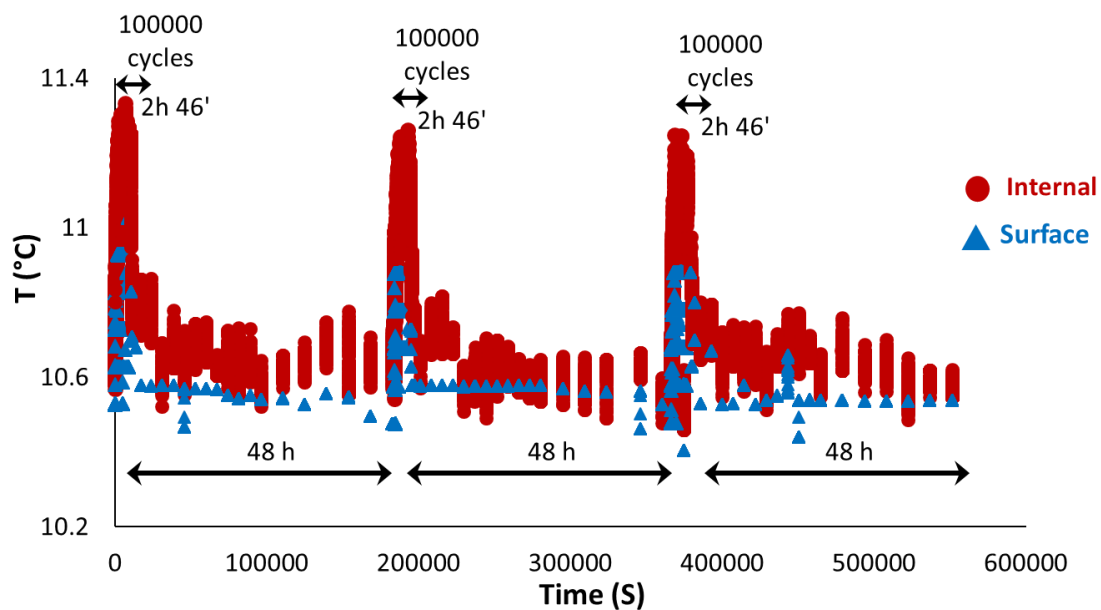 100000
cycles
2h 46'
100000
cycles
2h 46'
100000
cycles
2h 46'
11.4
11
10.6
10.2
T (°C)
Internal
Surface
48 h
48 h
48 h
0
100000
200000
300000
400000
500000
600000
Time (S)